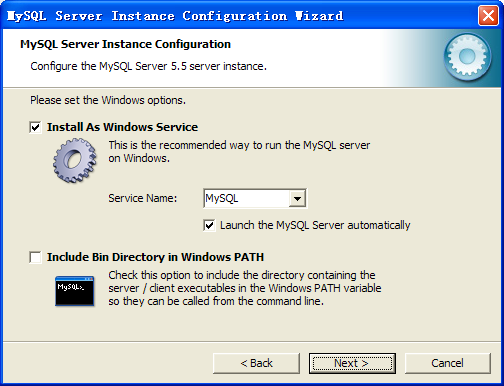 MySQL Server Instance Configuration Wizard
MySQL Server Instance Configuration
Configure the MySQL Server 5.5 server instance.
Please set the Windows options.
Install As Windows Service
This is the recommended way to run the MySQL server
on Windows.
Service Name: MySQL
Launch the MySQL Server automatically
Include Bin Directory in Windows PATH
MySQL>_
Check this option to include the directory containing the
server / client executables in the Windows PATH variable
so they can be called from the command line.
< Back Next > Cancel